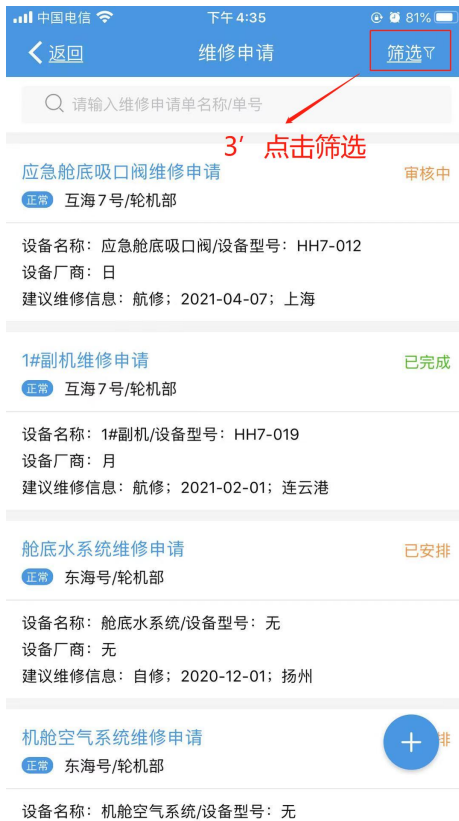 中国电信 下午 4:35 81%
返回 维修申请 筛选
请输入维修申请单名称/单号
3′ 点击筛选
应急舱底吸口阀维修申请 审核中
正常 互海7号/轮机部
设备名称：应急舱底吸口阀/设备型号：HH7-012
设备厂商：日
建议维修信息：航修；2021-04-07；上海
1#副机维修申请 已完成
正常 互海7号/轮机部
设备名称：1#副机/设备型号：HH7-019
设备厂商：月
建议维修信息：航修；2021-02-01；连云港
舱底水系统维修申请 已安排
正常 东海号/轮机部
设备名称：舱底水系统/设备型号：无
设备厂商：无
建议维修信息：自修；2020-12-01；扬州
机舱空气系统维修申请 排
正常 东海号/轮机部
设备名称：机舱空气系统/设备型号：无